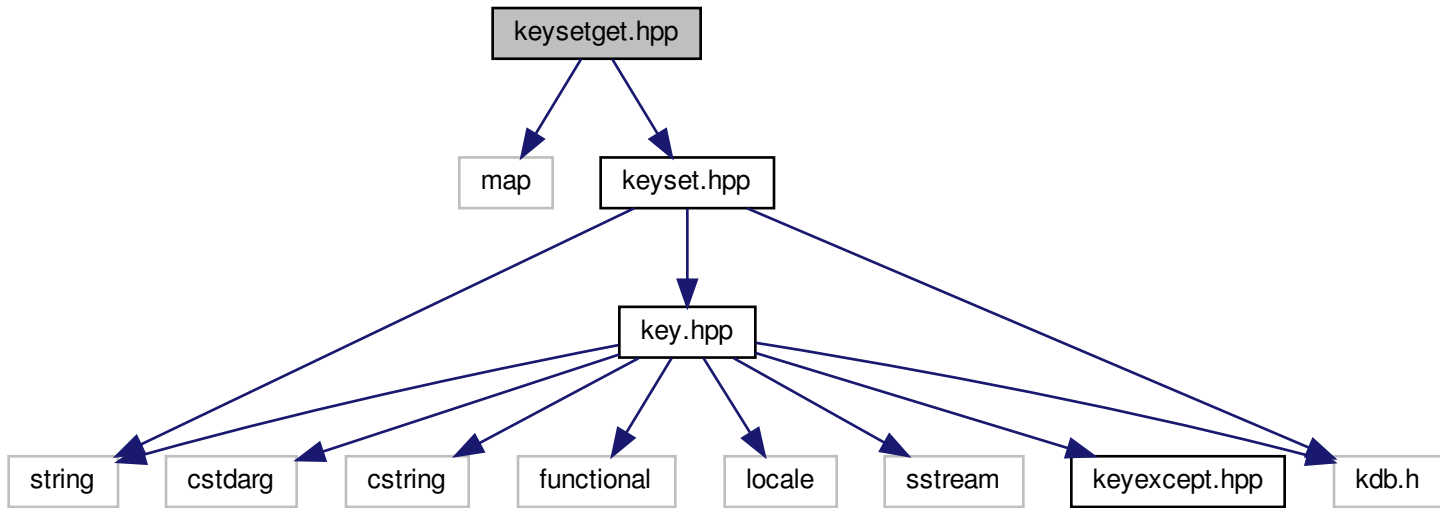 keysetget.hpp
map
keyset.hpp
key.hpp
string
cstdarg
cstring
functional
locale
sstream
keyexcept.hpp
kdb.h